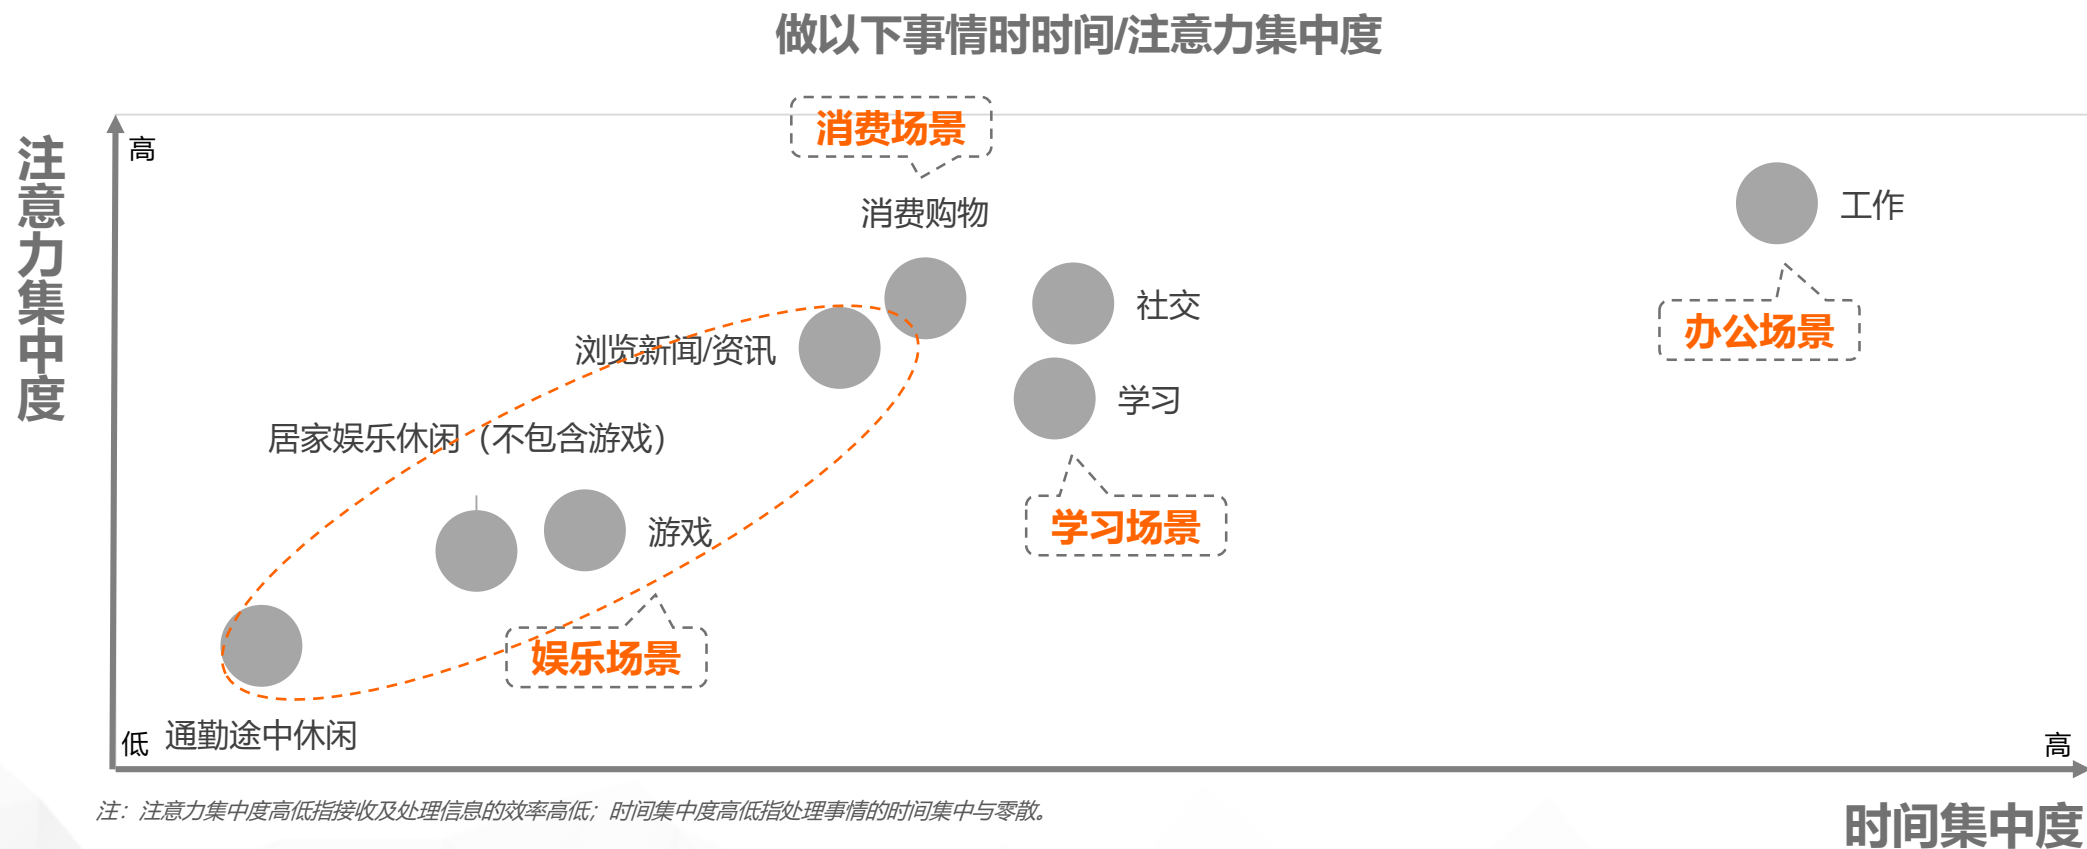 做以下事情时时间/注意力集中度
注意力集中度
高
消费场景
消费购物
工作
社交
办公场景
浏览新闻/资讯
学习
居家娱乐休闲（不包含游戏）
游戏
学习场景
娱乐场景
通勤途中休闲
低
高
注：注意力集中度高低指接收及处理信息的效率高低；时间集中度高低指处理事情的时间集中与零散。
时间集中度